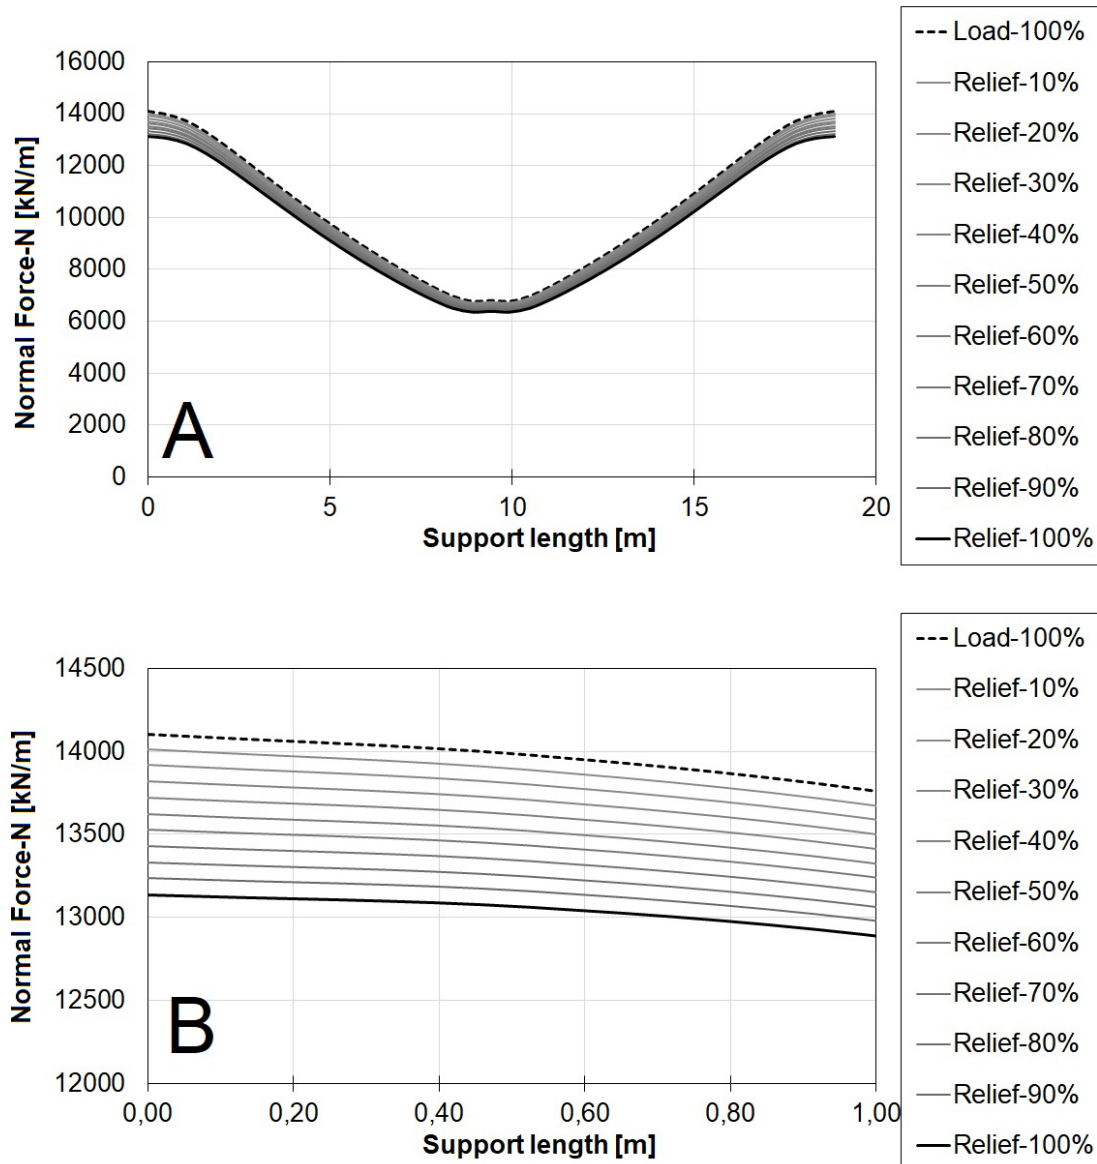 Normal Force-N [kN/m]
16000
14000
12000
10000
8000
6000
4000
2000
0
A
0 5 10 15 20
Support length [m]
Load-100%
Relief-10%
Relief-20%
Relief-30%
Relief-40%
Relief-50%
Relief-60%
Relief-70%
Relief-80%
Relief-90%
Relief-100%
Normal Force-N [kN/m]
14500
14000
13500
13000
12500
12000
B
0,00 0,20 0,40 0,60 0,80 1,00
Support length [m]
Load-100%
Relief-10%
Relief-20%
Relief-30%
Relief-40%
Relief-50%
Relief-60%
Relief-70%
Relief-80%
Relief-90%
Relief-100%